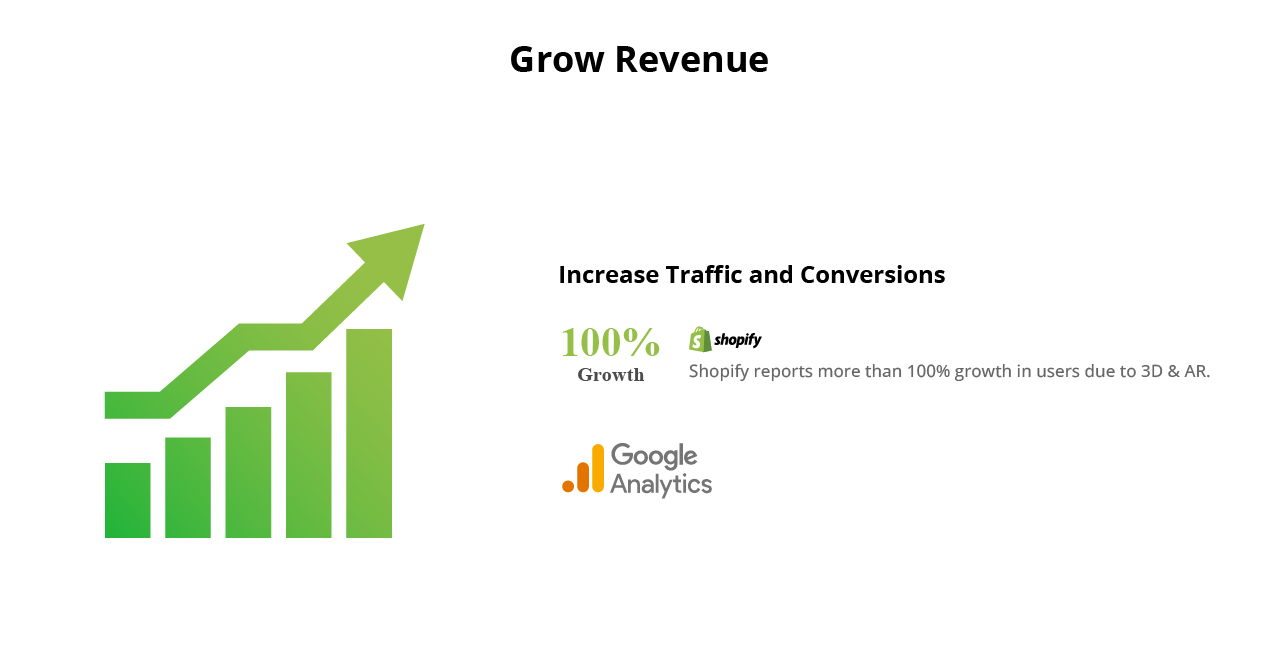 Grow Revenue
Increase Traffic and Conversions
100%
Growth
shopify
Shopify reports more than 100% growth in users due to 3D & AR.
Google
Analytics